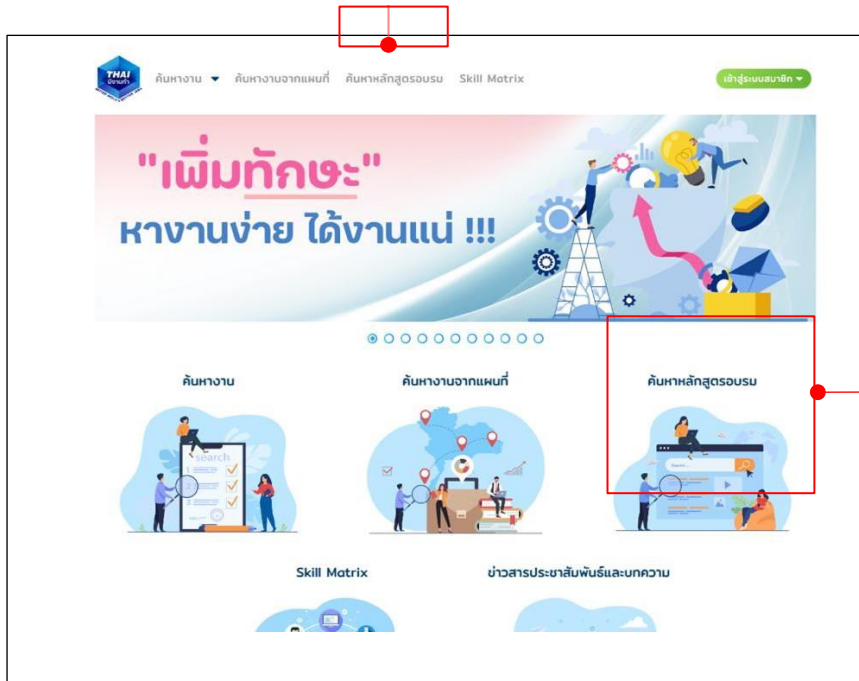 THAI
มีงานทำ
ค้นหางาน ค้นหางานจากแผนที่ ค้นหาหลักสูตรอบรม Skill Matrix
เข้าสู่ระบบสมาชิก
"เพิ่มทักษะ"
หางานง่าย ได้งานแน่ !!!
ค้นหางาน ค้นหางานจากแผนที่ ค้นหาหลักสูตรอบรม
search
1
2
3
Search...
Skill Matrix ข่าวสารประชาสัมพันธ์และบทความ